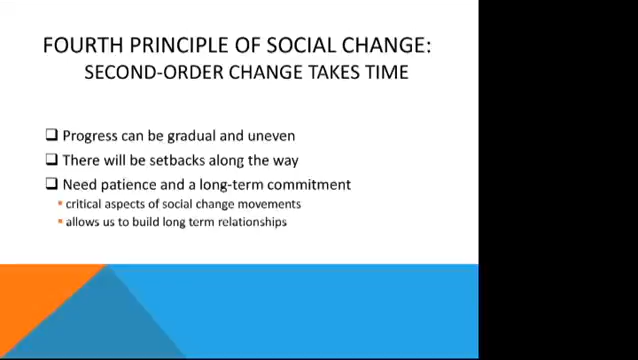 FOURTH PRINCIPLE OF SOCIAL CHANGE:
SECOND-ORDER CHANGE TAKES TIME
Progress can be gradual and uneven
There will be setbacks along the way
Need patience and a long-term commitment
critical aspects of social change movements
allows us to build long term relationships